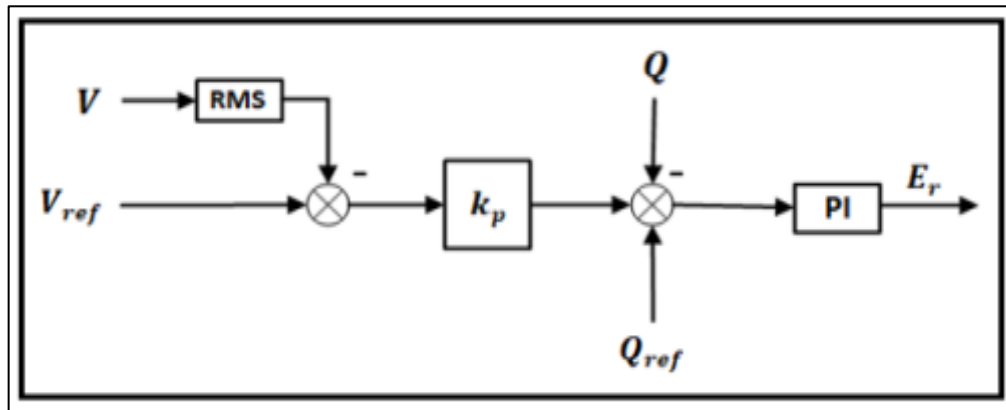 Q
V
RMS
-
-
V_ref
k_p
PI
E_r
Q_ref